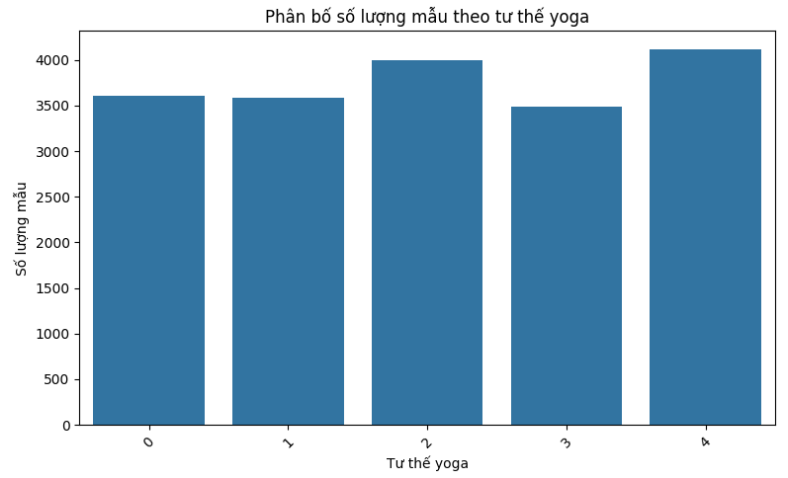 Phân bố số lượng mẫu theo tư thế yoga
Số lượng mẫu
4000
3500
3000
2500
2000
1500
1000
500
0
0 1 2 3 4
Tư thế yoga